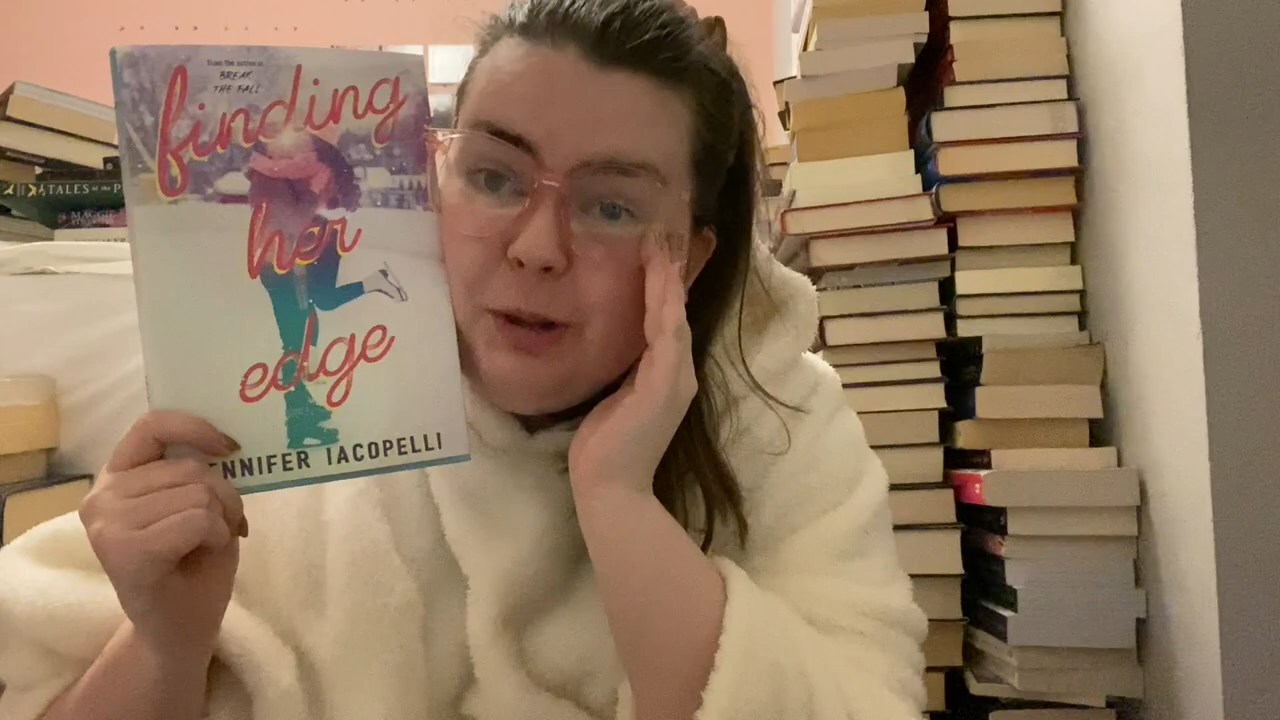 from the author of
BREAK
THE FALL
finding
her
edge
ENNIFER IACOPELLI
TALES of the P
MAGGIE